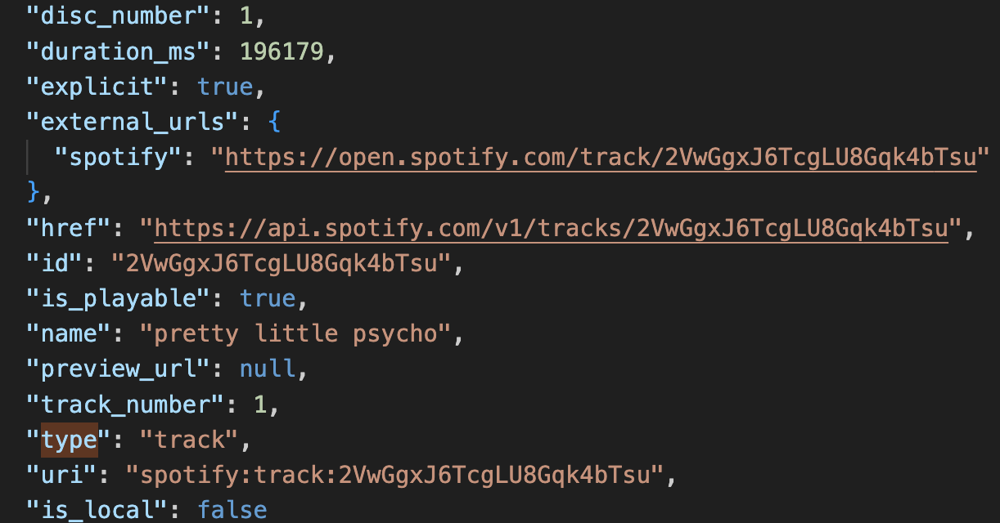 "disc_number": 1,
"duration_ms": 196179,
"explicit": true,
"external_urls": {
"spotify": "https://open.spotify.com/track/2VwGgxJ6TcgLU8Gqk4bTsu"
},
"href": "https://api.spotify.com/v1/tracks/2VwGgxJ6TcgLU8Gqk4bTsu",
"id": "2VwGgxJ6TcgLU8Gqk4bTsu",
"is_playable": true,
"name": "pretty little psycho",
"preview_url": null,
"track_number": 1,
"type": "track",
"uri": "spotify:track:2VwGgxJ6TcgLU8Gqk4bTsu",
"is_local": false